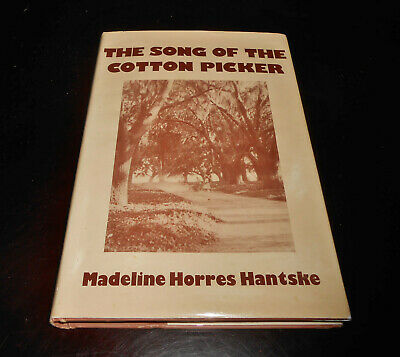 THE SONG OF THE
COTTON PICKER
Madeline Horres Hantske